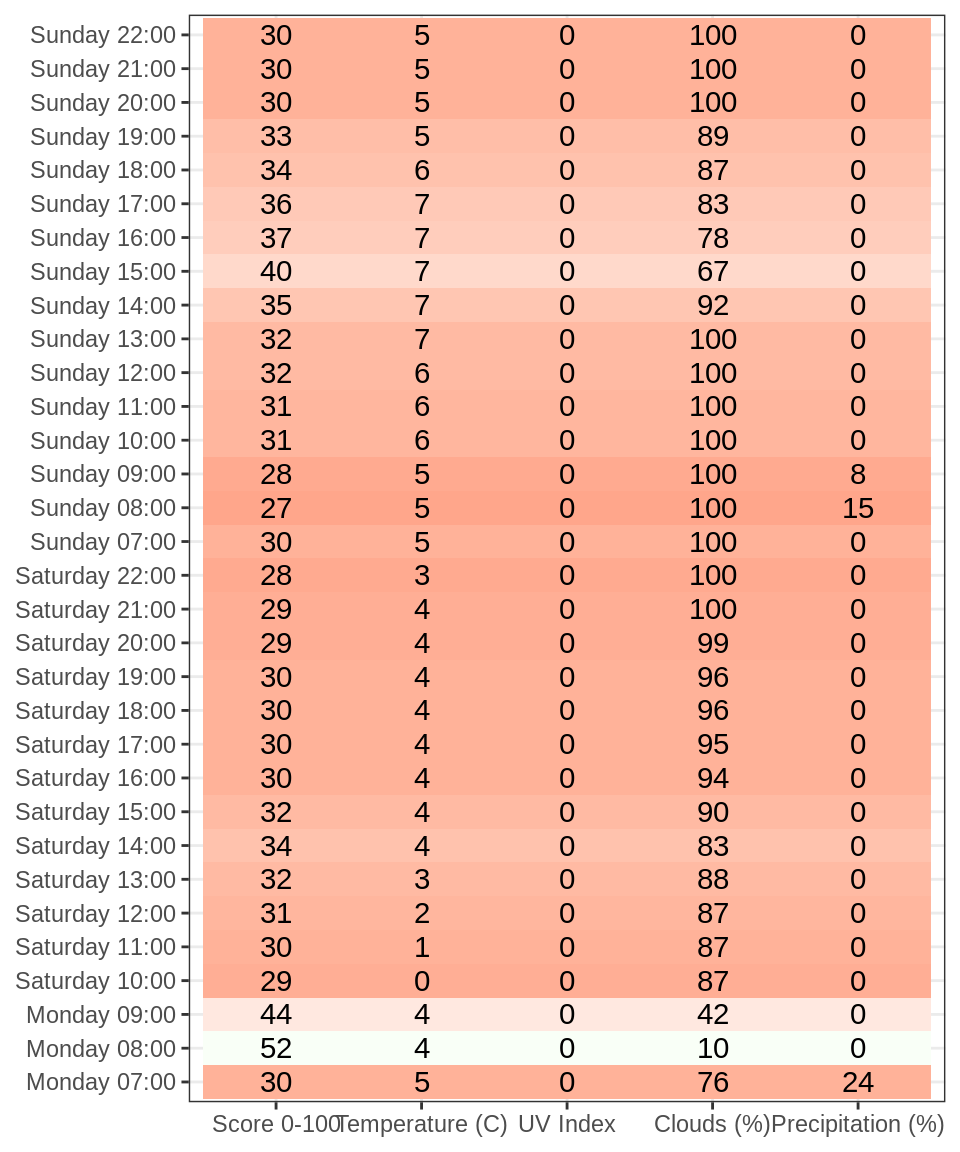 Sunday 22:00 30 5 0 100 0
Sunday 21:00 30 5 0 100 0
Sunday 20:00 30 5 0 100 0
Sunday 19:00 33 5 0 89 0
Sunday 18:00 34 6 0 87 0
Sunday 17:00 36 7 0 83 0
Sunday 16:00 37 7 0 78 0
Sunday 15:00 40 7 0 67 0
Sunday 14:00 35 7 0 92 0
Sunday 13:00 32 7 0 100 0
Sunday 12:00 32 6 0 100 0
Sunday 11:00 31 6 0 100 0
Sunday 10:00 31 6 0 100 0
Sunday 09:00 28 5 0 100 8
Sunday 08:00 27 5 0 100 15
Sunday 07:00 30 5 0 100 0
Saturday 22:00 28 3 0 100 0
Saturday 21:00 29 4 0 100 0
Saturday 20:00 29 4 0 99 0
Saturday 19:00 30 4 0 96 0
Saturday 18:00 30 4 0 96 0
Saturday 17:00 30 4 0 95 0
Saturday 16:00 30 4 0 94 0
Saturday 15:00 32 4 0 90 0
Saturday 14:00 34 4 0 83 0
Saturday 13:00 32 3 0 88 0
Saturday 12:00 31 2 0 87 0
Saturday 11:00 30 1 0 87 0
Saturday 10:00 29 0 0 87 0
Monday 09:00 44 4 0 42 0
Monday 08:00 52 4 0 10 0
Monday 07:00 30 5 0 76 24
Score 0-100 Temperature (C) UV Index Clouds (%) Precipitation (%)